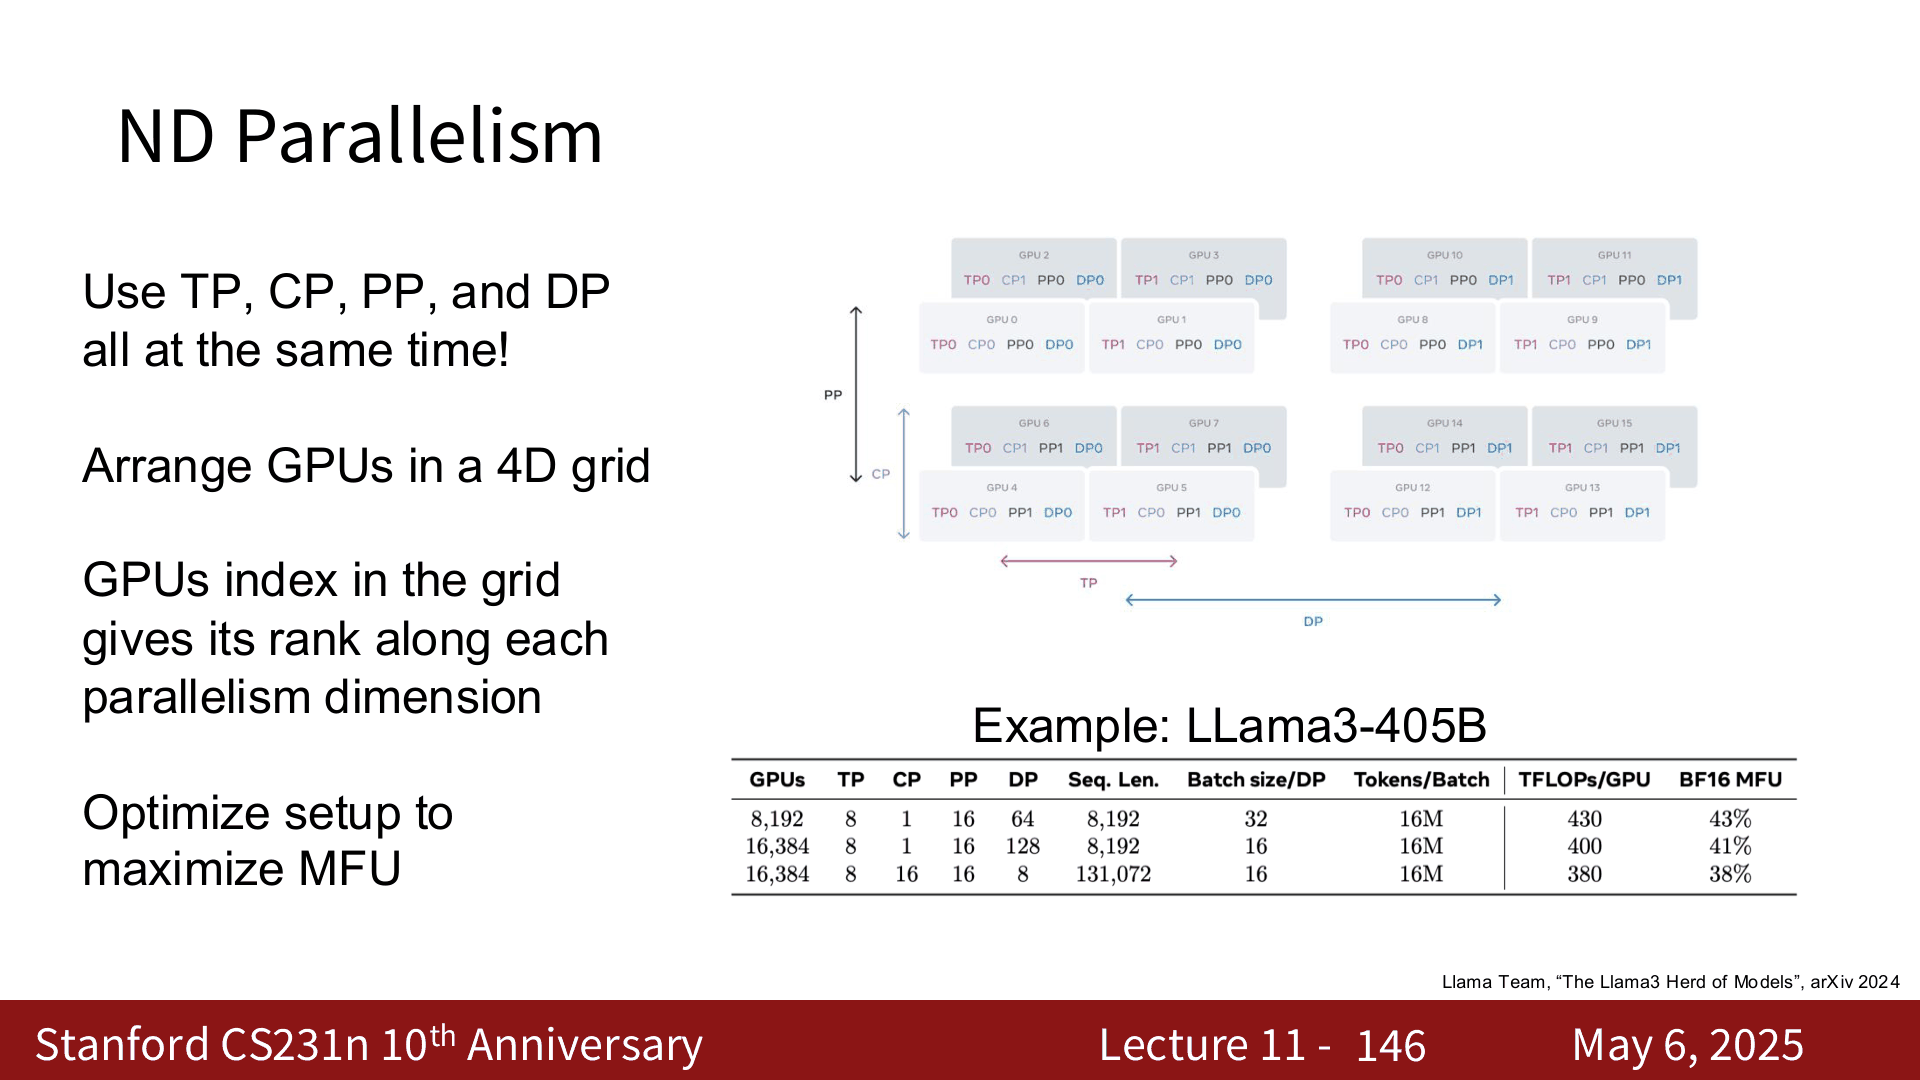 ND Parallelism
Use TP, CP, PP, and DP
all at the same time!
Arrange GPUs in a 4D grid
GPUs index in the grid
gives its rank along each
parallelism dimension
Optimize setup to
maximize MFU
GPU 2 GPU 3 GPU 10 GPU 11
TP0 CP1 PP0 DP0 TP1 CP1 PP0 DP0 TP0 CP1 PP0 DP1 TP1 CP1 PP0 DP1
GPU 0 GPU 1 GPU 8 GPU 9
TP0 CP0 PP0 DP0 TP1 CP0 PP0 DP0 TP0 CP0 PP0 DP1 TP1 CP0 PP0 DP1
PP
GPU 6 GPU 7 GPU 14 GPU 15
TP0 CP1 PP1 DP0 TP1 CP1 PP1 DP0 TP0 CP1 PP1 DP1 TP1 CP1 PP1 DP1
CP
GPU 4 GPU 5 GPU 12 GPU 13
TP0 CP0 PP1 DP0 TP1 CP0 PP1 DP0 TP0 CP0 PP1 DP1 TP1 CP0 PP1 DP1
TP
DP
Example: LLama3-405B
GPUs TP CP PP DP Seq. Len. Batch size/DP Tokens/Batch TFLOPs/GPU BF16 MFU
8,192 8 1 16 64 8,192 32 16M 430 43%
16,384 8 1 16 128 8,192 16 16M 400 41%
16,384 8 16 16 8 131,072 16 16M 380 38%
Llama Team, “The Llama3 Herd of Models”, arXiv 2024
Stanford CS231n 10th Anniversary Lecture 11 - 146 May 6, 2025